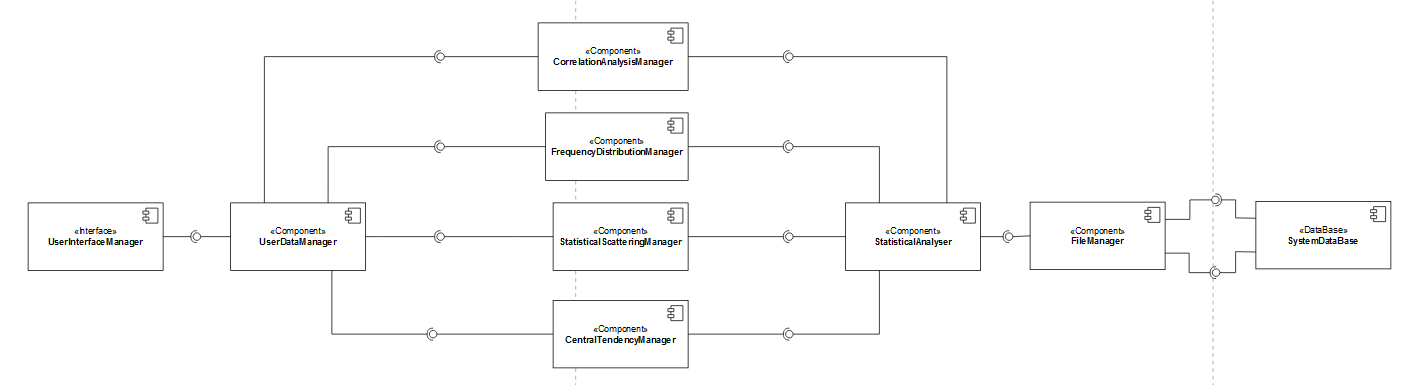 «Component»
CorrelationAnalysisManager
«Component»
FrequencyDistributionManager
«Interface»
UserInterfaceManager
«Component»
UserDataManager
«Component»
StatisticalScatteringManager
«Component»
StatisticalAnalyser
«Component»
FileManager
«DataBase»
SystemDataBase
«Component»
CentralTendencyManager